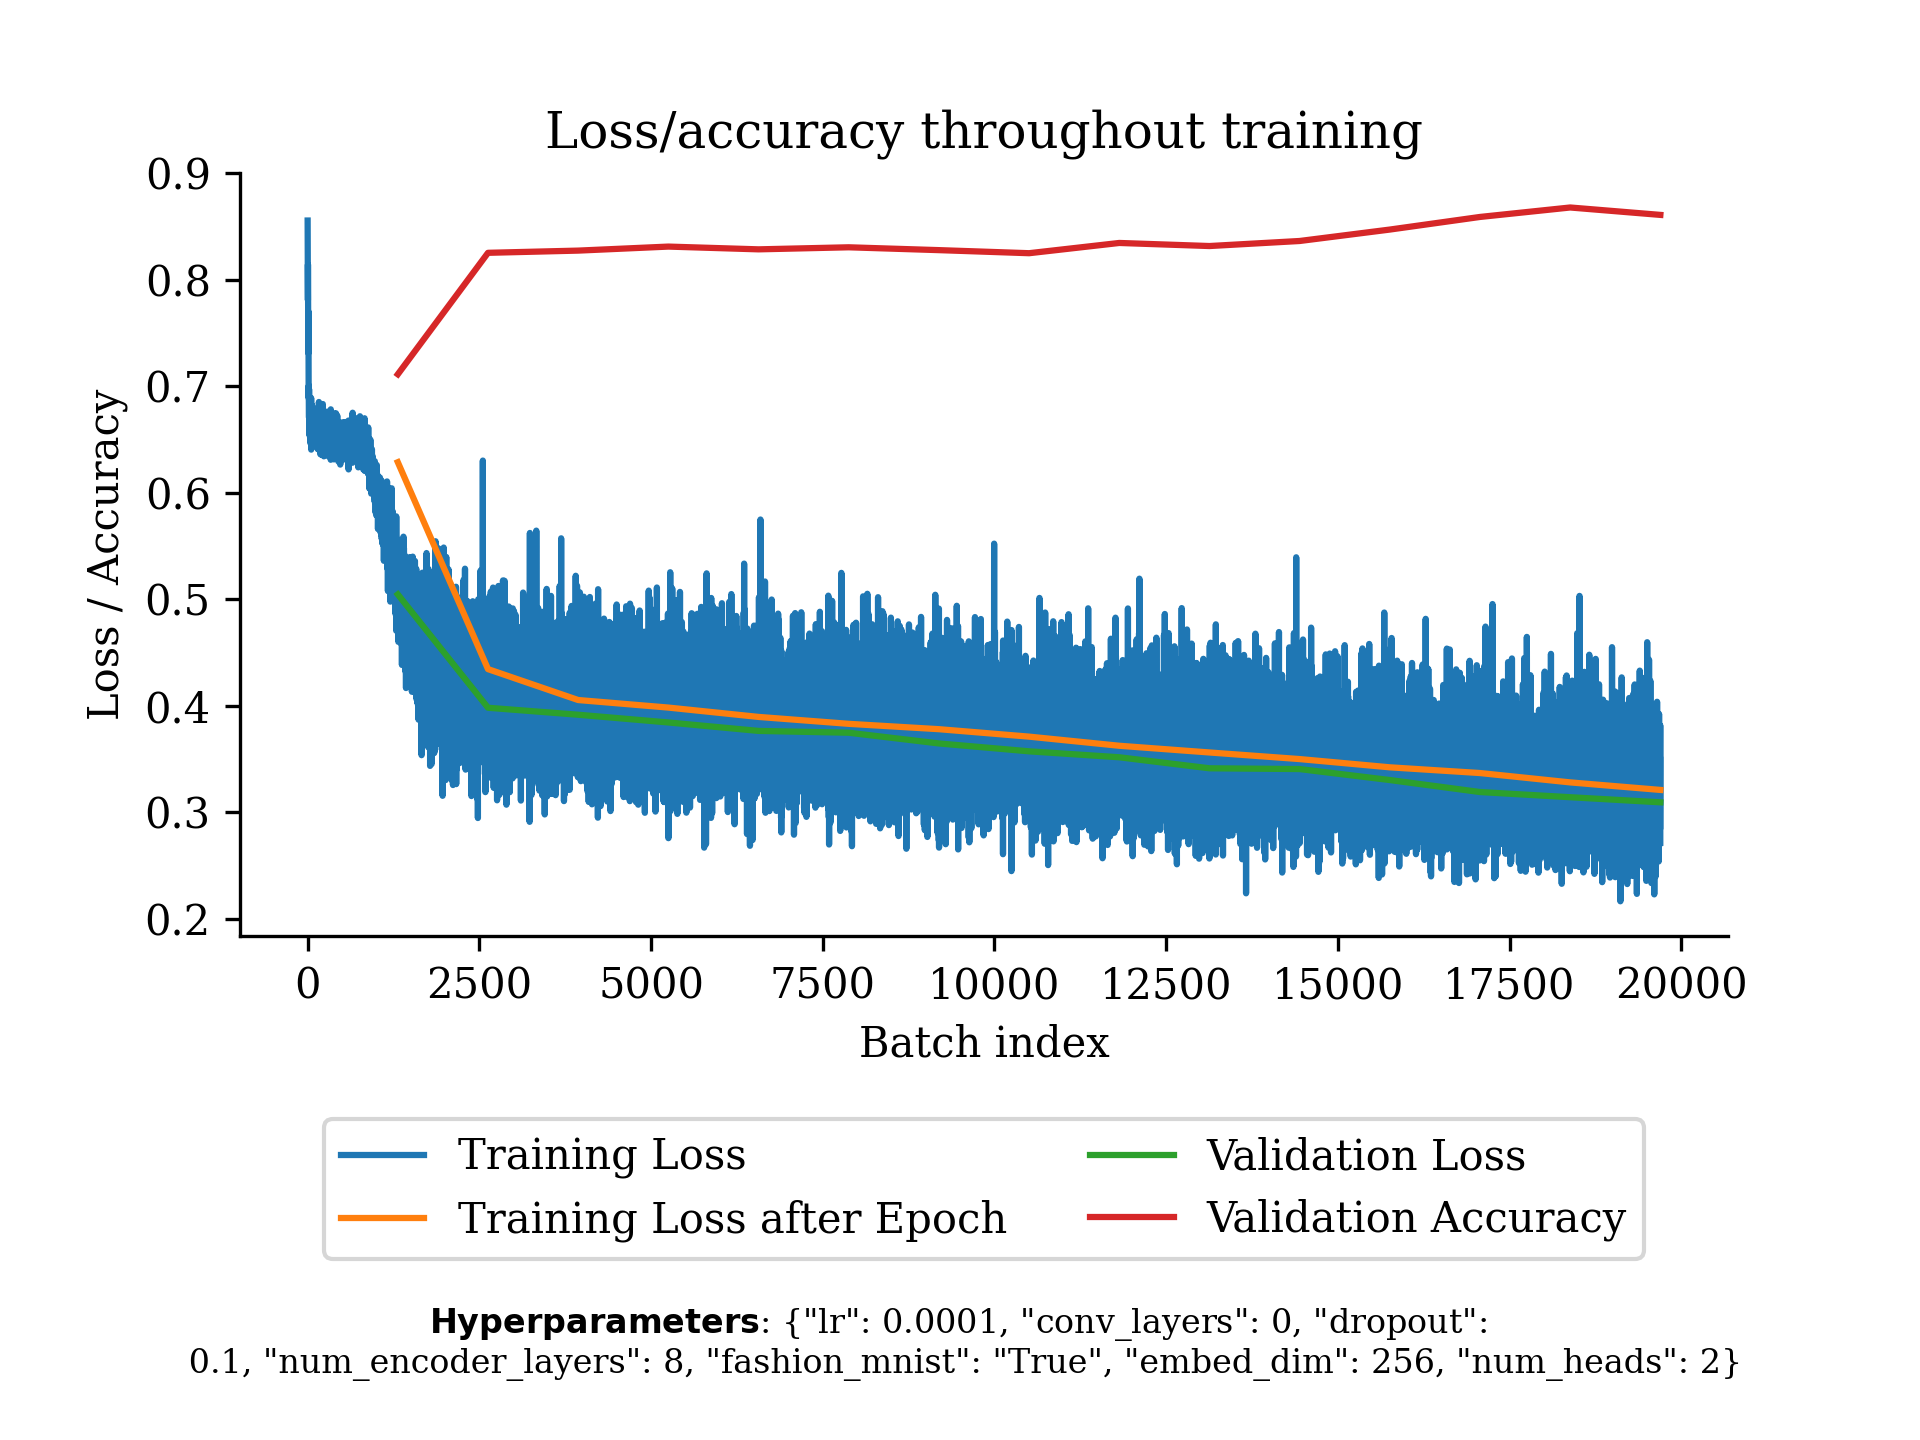 Loss/accuracy throughout training
0.9
0.8
0.7
0.6
0.5
0.4
0.3
0.2
Loss / Accuracy
0 2500 5000 7500 10000 12500 15000 17500 20000
Batch index
Training Loss
Training Loss after Epoch
Validation Loss
Validation Accuracy
Hyperparameters: {"lr": 0.0001, "conv_layers": 0, "dropout":
0.1, "num_encoder_layers": 8, "fashion_mnist": "True", "embed_dim": 256, "num_heads": 2}